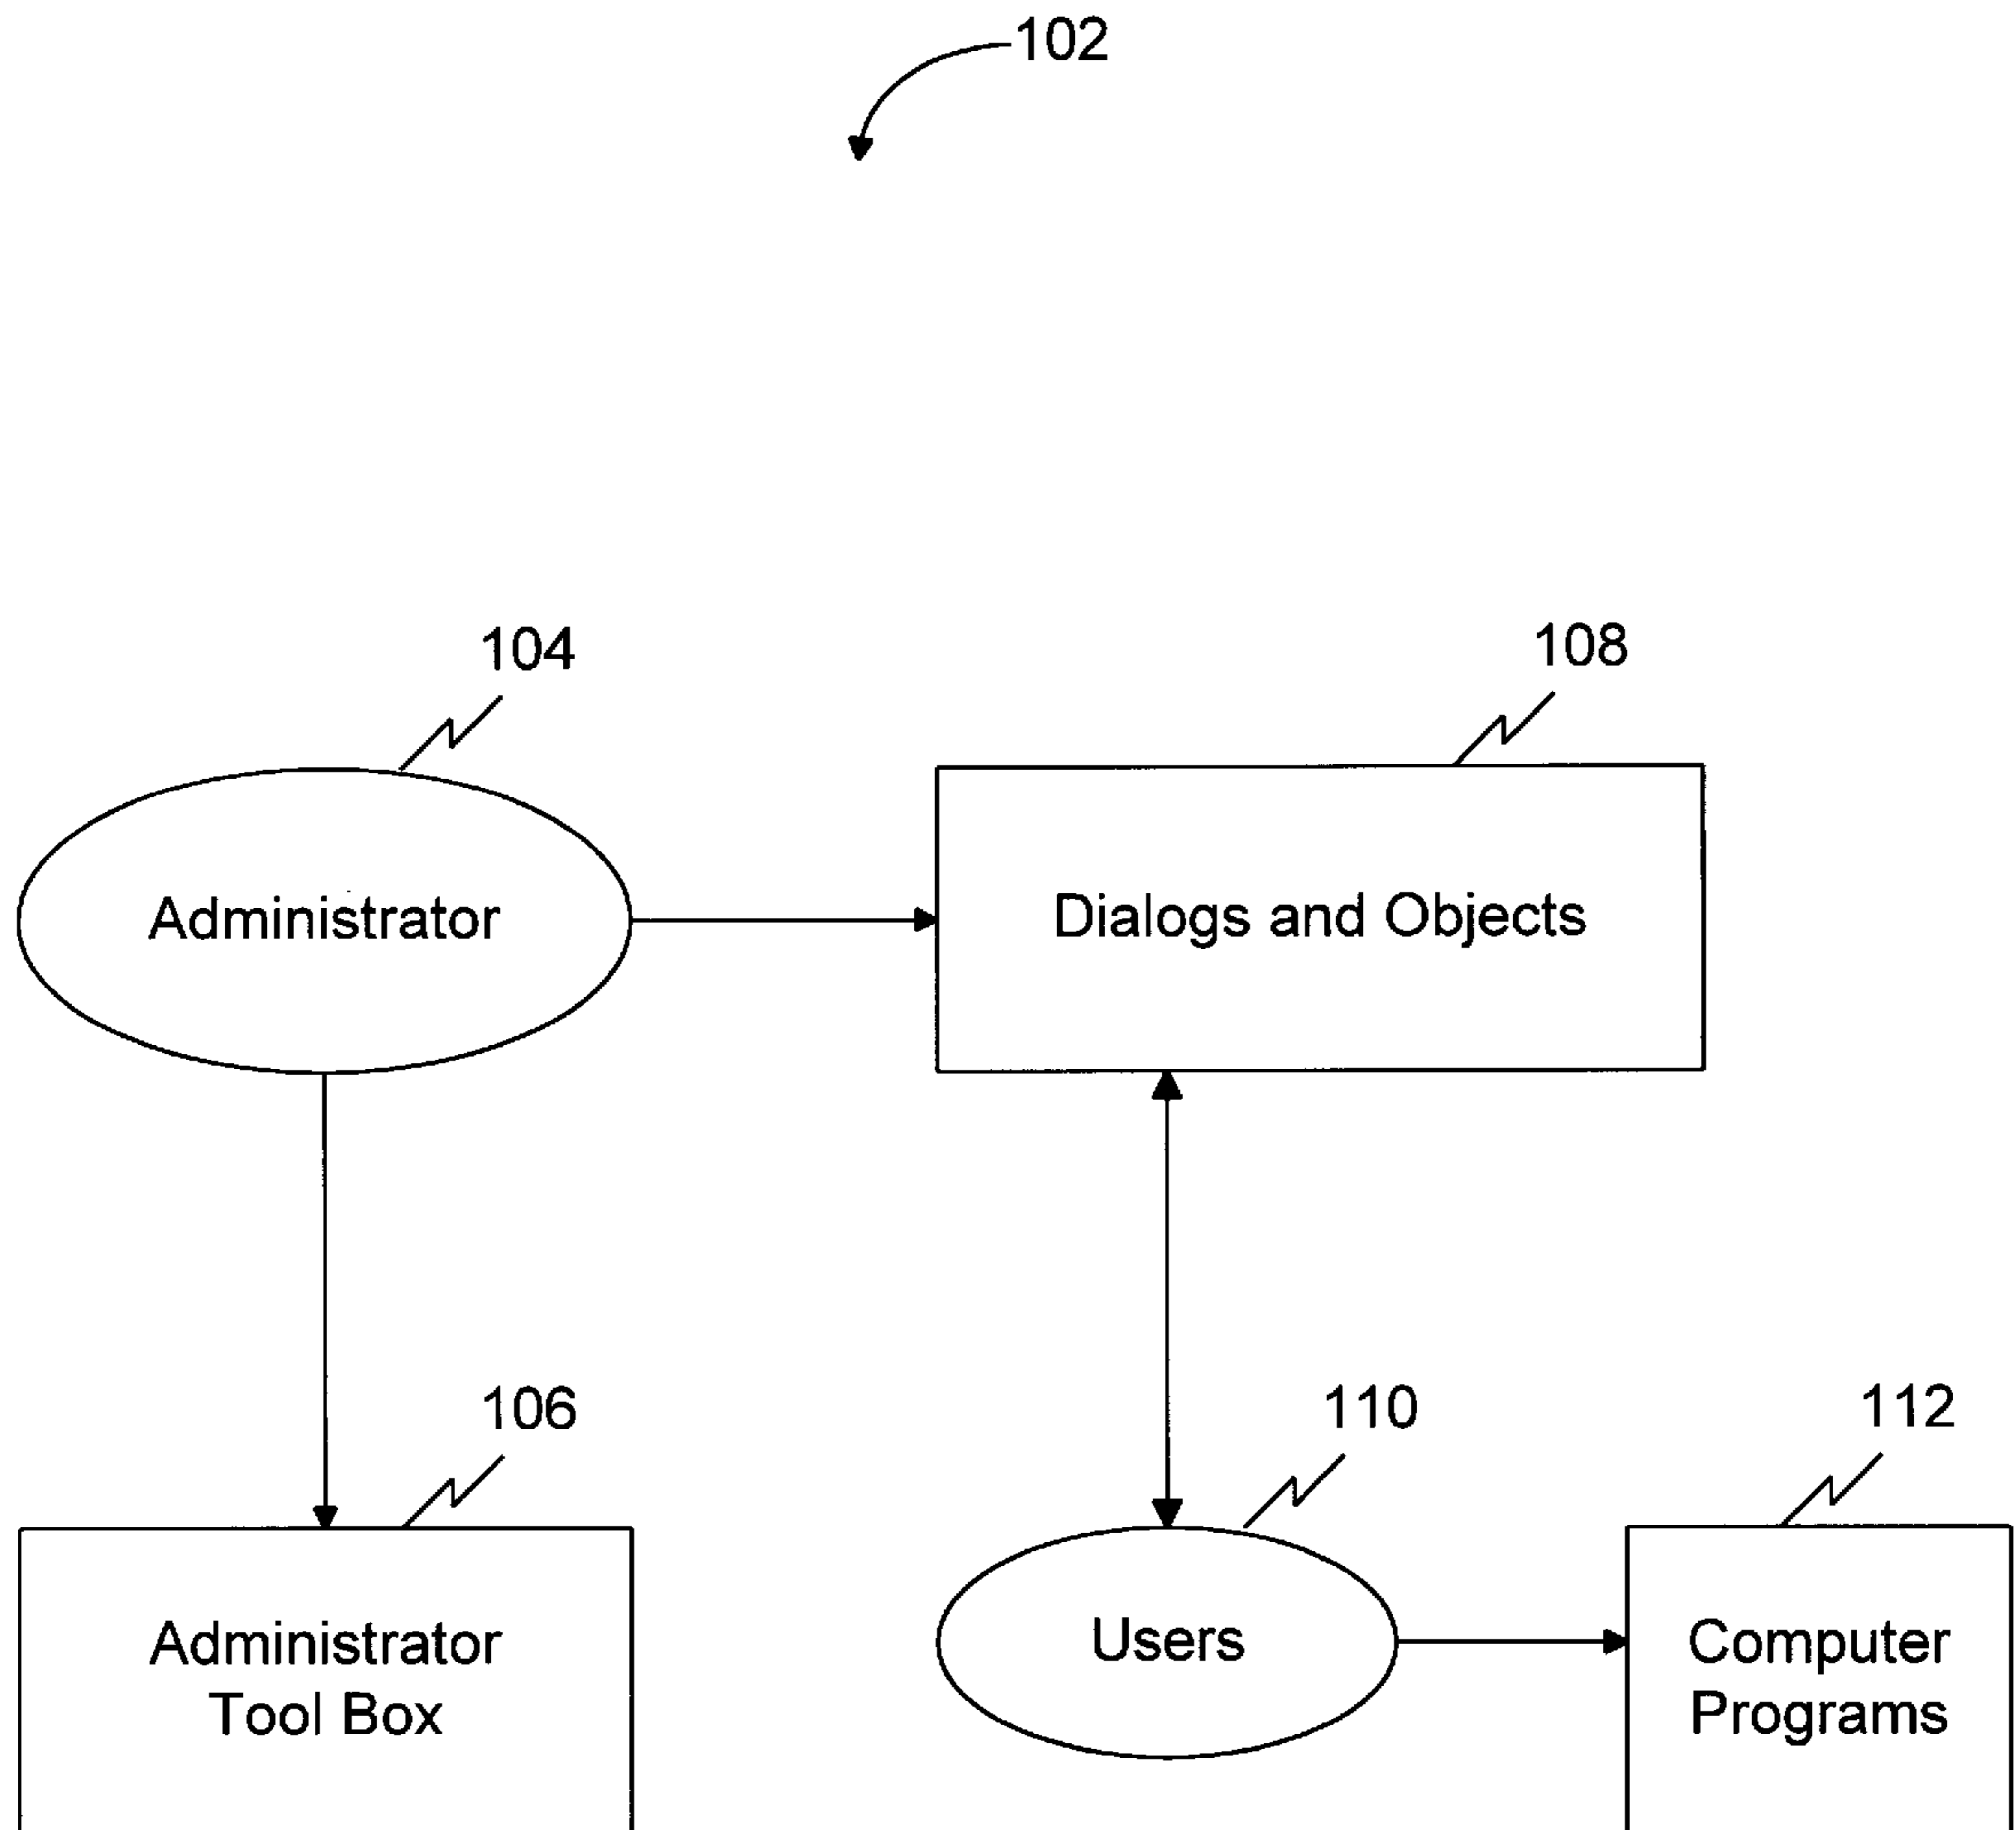 102
104
108
Administrator
Dialogs and Objects
106
110
112
Administrator
Tool Box
Users
Computer
Programs